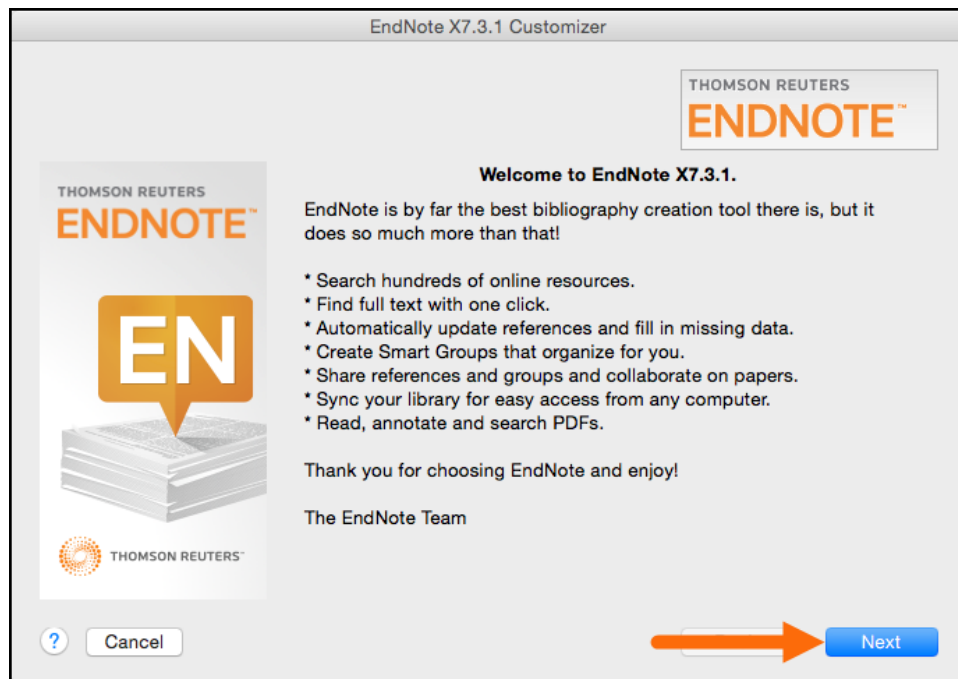 EndNote X7.3.1 Customizer
THOMSON REUTERS
ENDNOTE™
THOMSON REUTERS
ENDNOTE™
EN
THOMSON REUTERS™
Welcome to EndNote X7.3.1.
EndNote is by far the best bibliography creation tool there is, but it
does so much more than that!
* Search hundreds of online resources.
* Find full text with one click.
* Automatically update references and fill in missing data.
* Create Smart Groups that organize for you.
* Share references and groups and collaborate on papers.
* Sync your library for easy access from any computer.
* Read, annotate and search PDFs.
Thank you for choosing EndNote and enjoy!
The EndNote Team
?
Cancel
Next